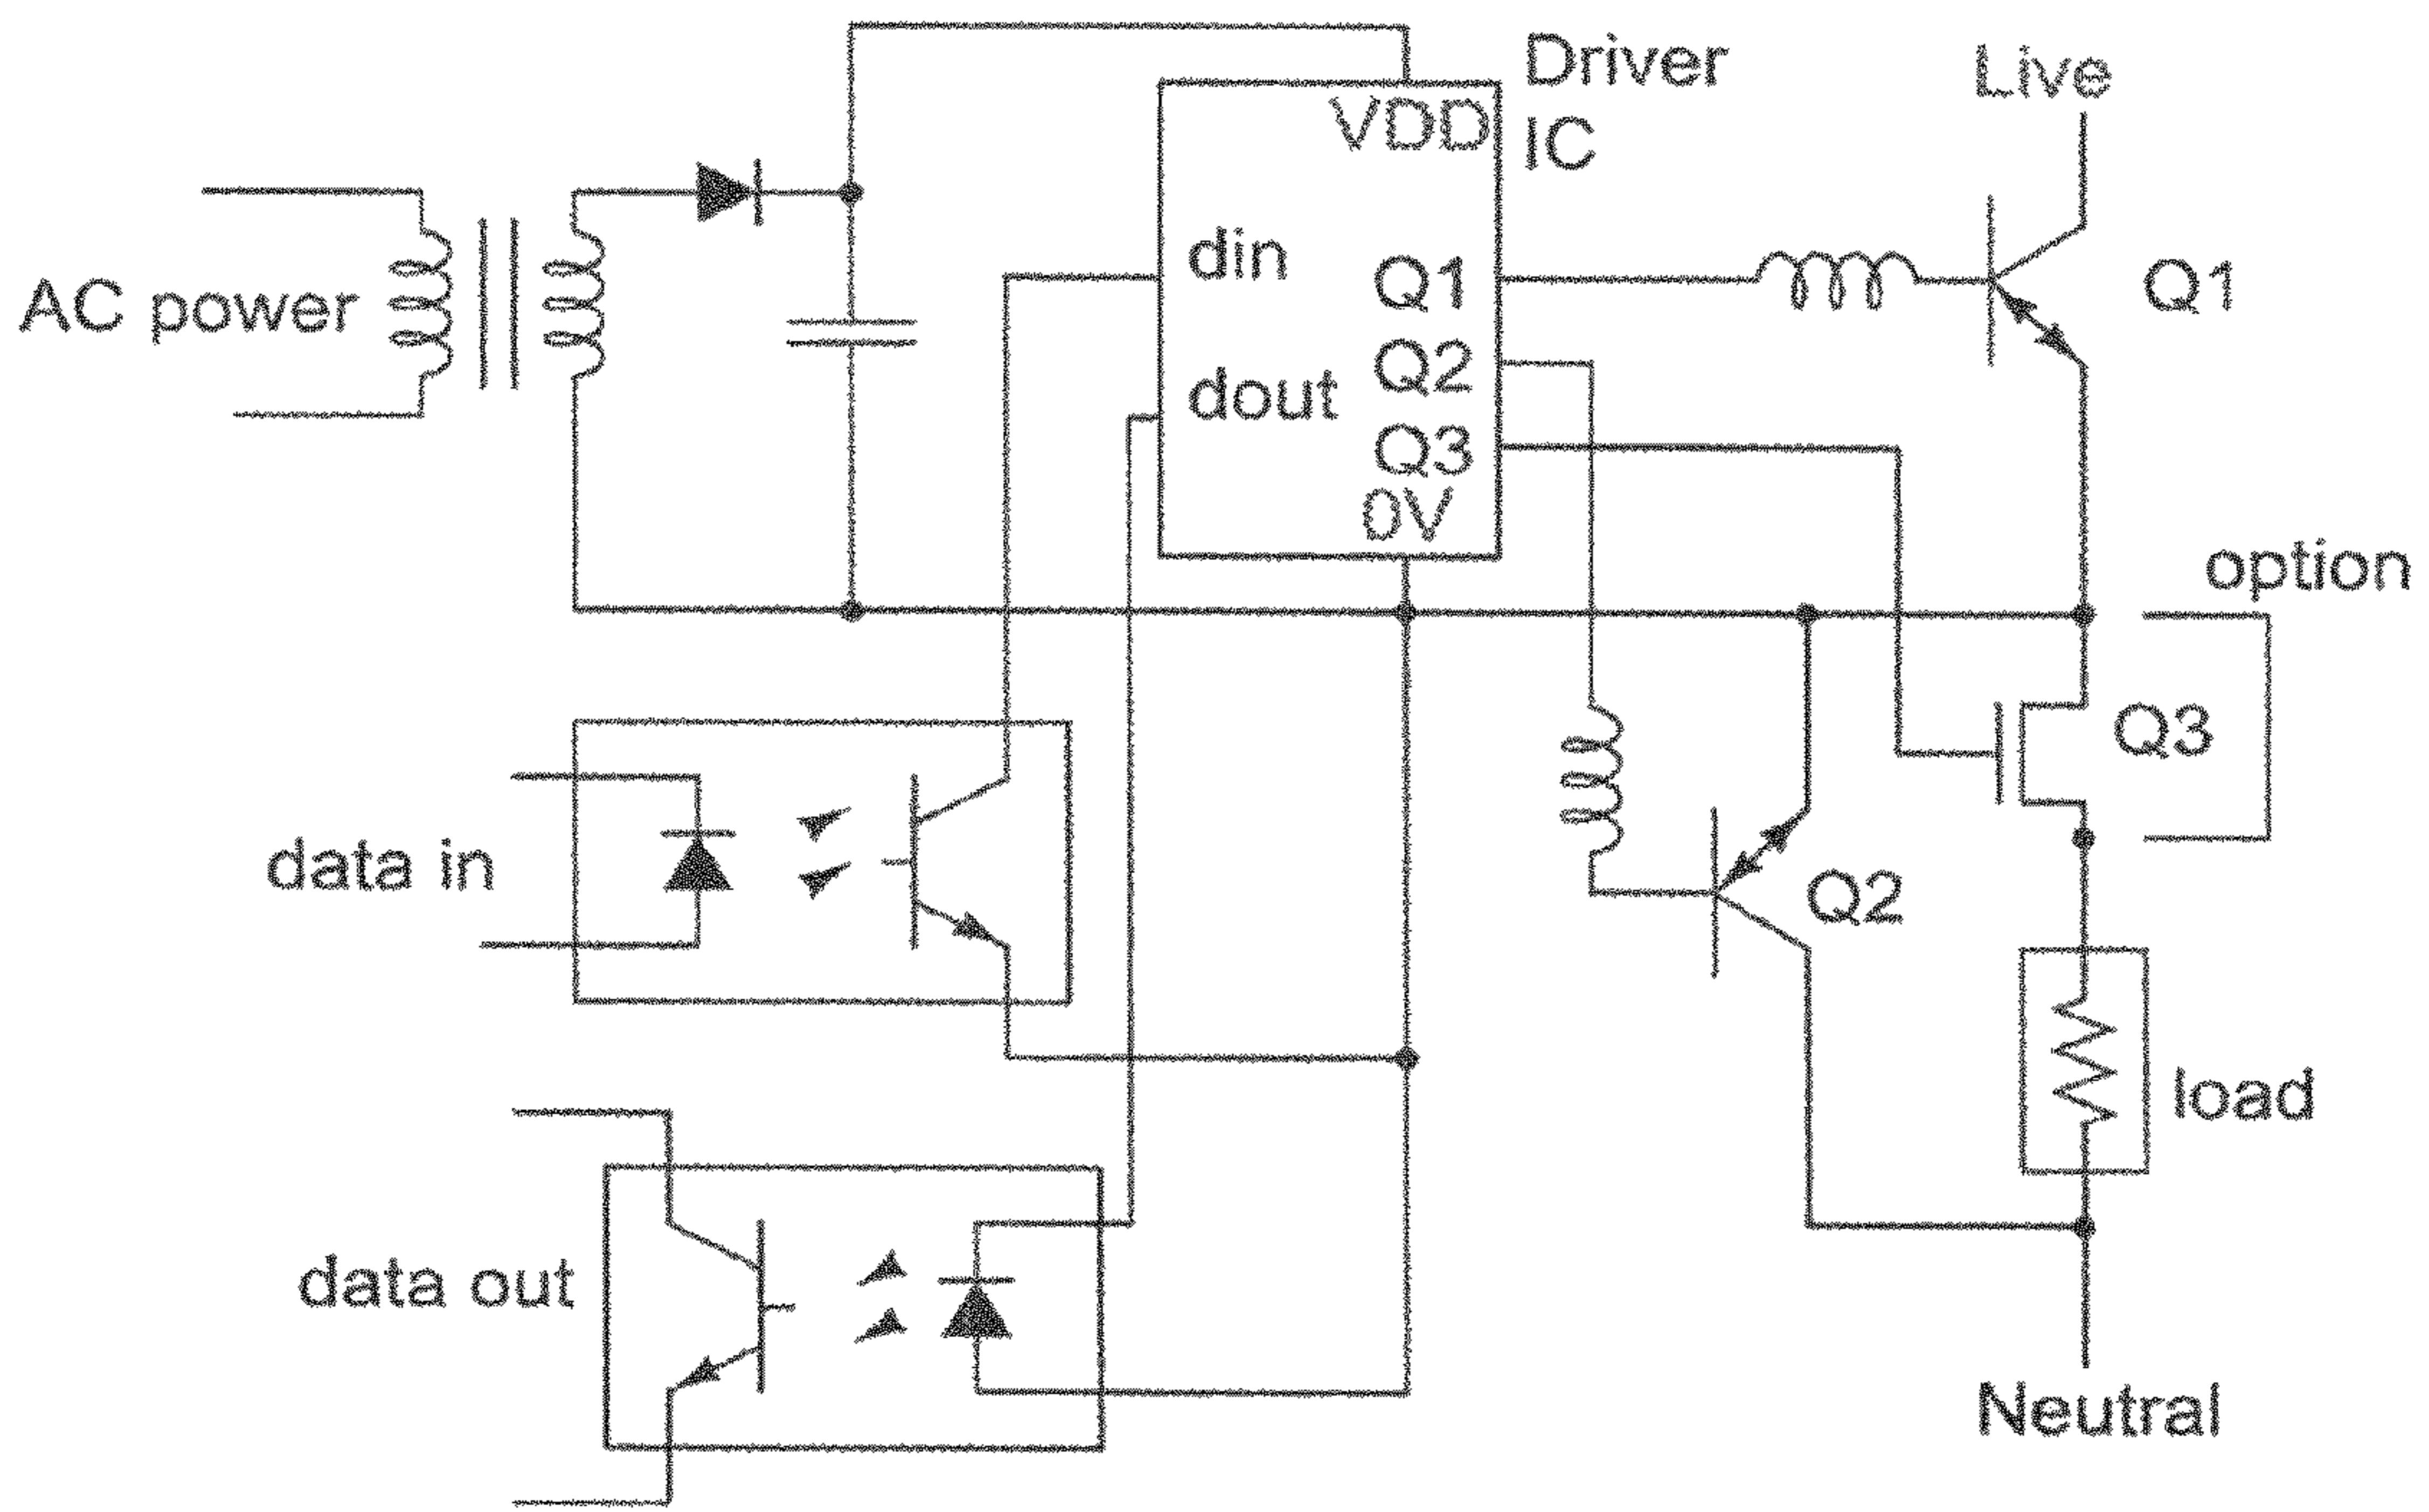 Driver
IC
Live
VDD
AC power
din
Q1
Q1
dout
Q2
Q3
0V
option
Q3
data in
Q2
load
data out
Neutral